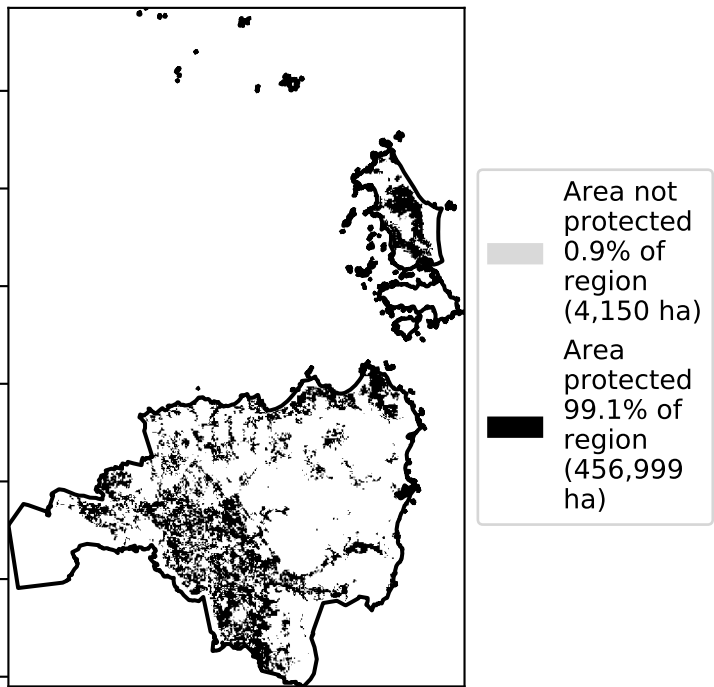 Area not
protected
0.9% of
region
(4,150 ha)
Area
protected
99.1% of
region
(456,999
ha)